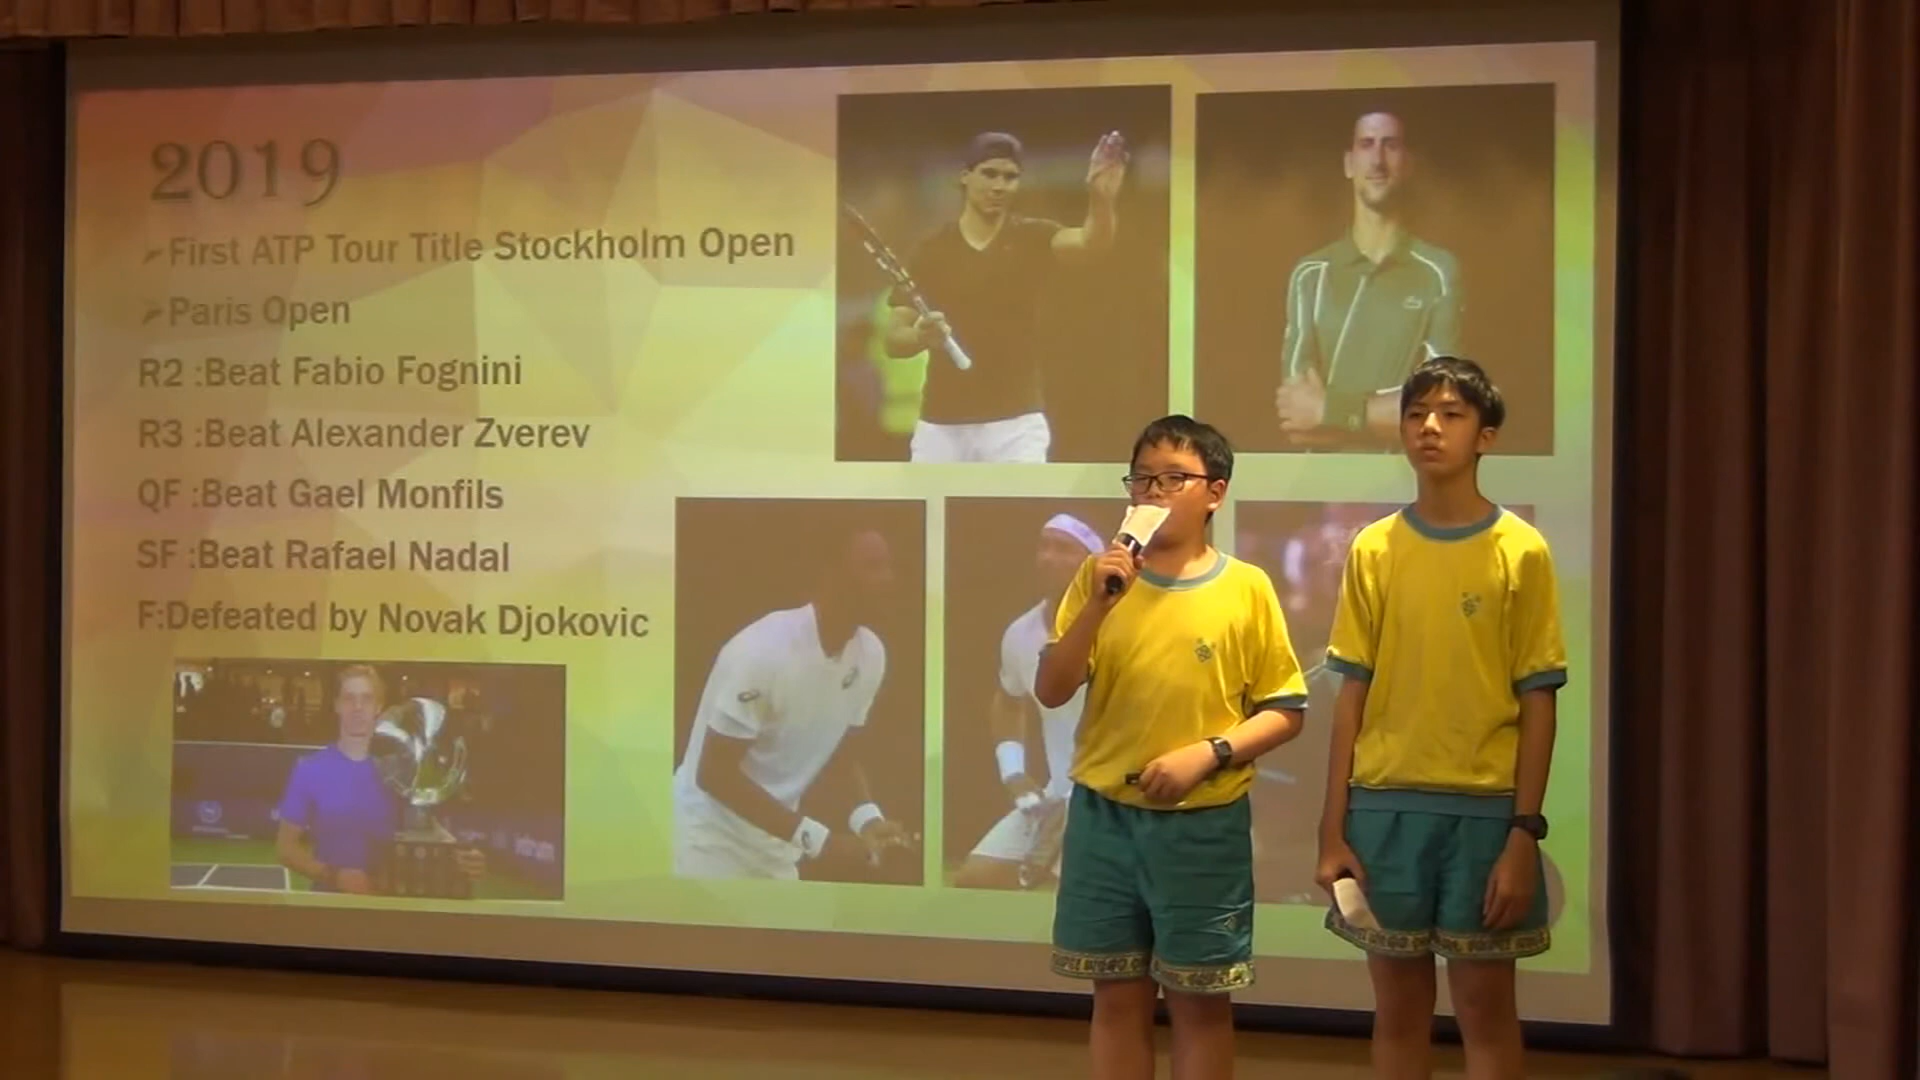 2019
➢First ATP Tour Title Stockholm Open
➢Paris Open
R2 :Beat Fabio Fognini
R3 :Beat Alexander Zverev
QF :Beat Gael Monfils
SF :Beat Rafael Nadal
F:Defeated by Novak Djokovic